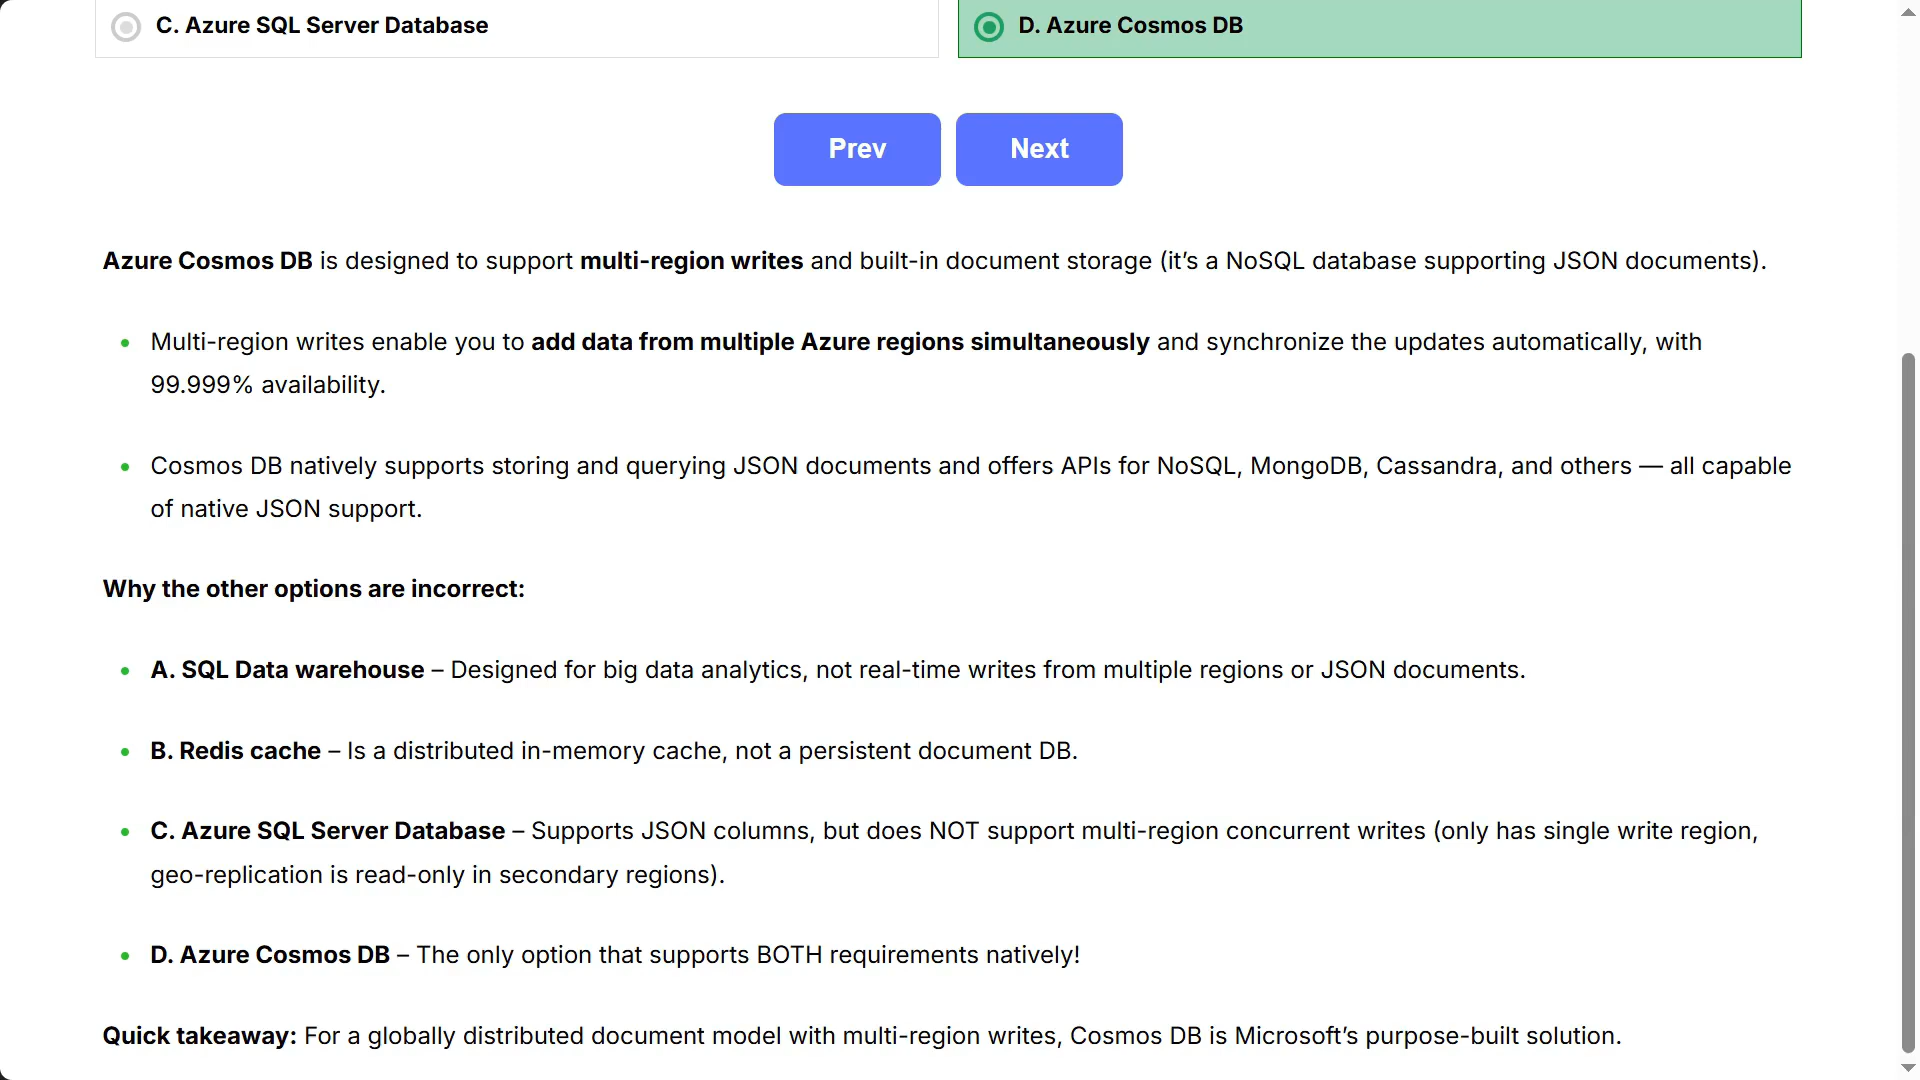 C. Azure SQL Server Database
D. Azure Cosmos DB
Prev
Next
Azure Cosmos DB is designed to support multi-region writes and built-in document storage (it’s a NoSQL database supporting JSON documents).
Multi-region writes enable you to add data from multiple Azure regions simultaneously and synchronize the updates automatically, with
99.999% availability.
Cosmos DB natively supports storing and querying JSON documents and offers APIs for NoSQL, MongoDB, Cassandra, and others — all capable
of native JSON support.
Why the other options are incorrect:
A. SQL Data warehouse – Designed for big data analytics, not real-time writes from multiple regions or JSON documents.
B. Redis cache – Is a distributed in-memory cache, not a persistent document DB.
C. Azure SQL Server Database – Supports JSON columns, but does NOT support multi-region concurrent writes (only has single write region,
geo-replication is read-only in secondary regions).
D. Azure Cosmos DB – The only option that supports BOTH requirements natively!
Quick takeaway: For a globally distributed document model with multi-region writes, Cosmos DB is Microsoft’s purpose-built solution.